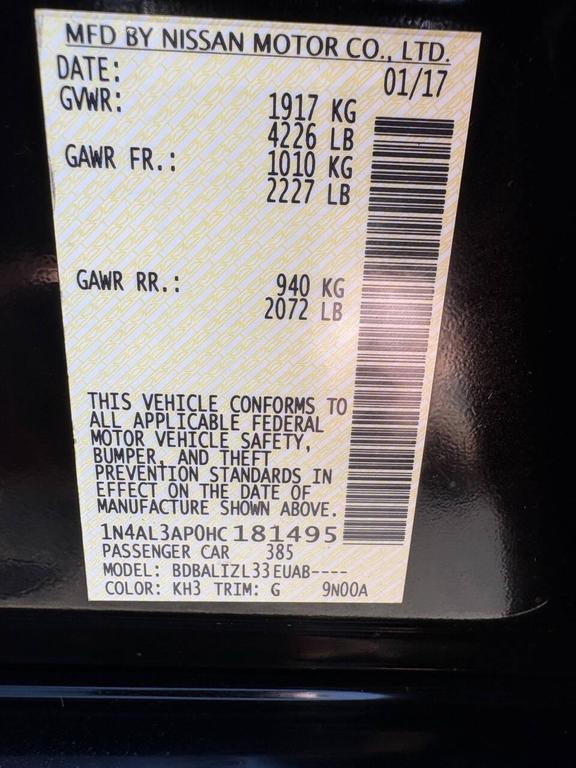 MFD BY NISSAN MOTOR CO., LTD.
DATE: 01/17
GVWR: 1917 KG
4226 LB
GAWR FR.: 1010 KG
2227 LB
GAWR RR.: 940 KG
2072 LB
THIS VEHICLE CONFORMS TO
ALL APPLICABLE FEDERAL
MOTOR VEHICLE SAFETY,
BUMPER, AND THEFT
PREVENTION STANDARDS IN
EFFECT ON THE DATE OF
MANUFACTURE SHOWN ABOVE.
1N4AL3AP0HC181495
PASSENGER CAR 385
MODEL: BDBALIZL33EUAB----
COLOR: KH3 TRIM: G 9N00A